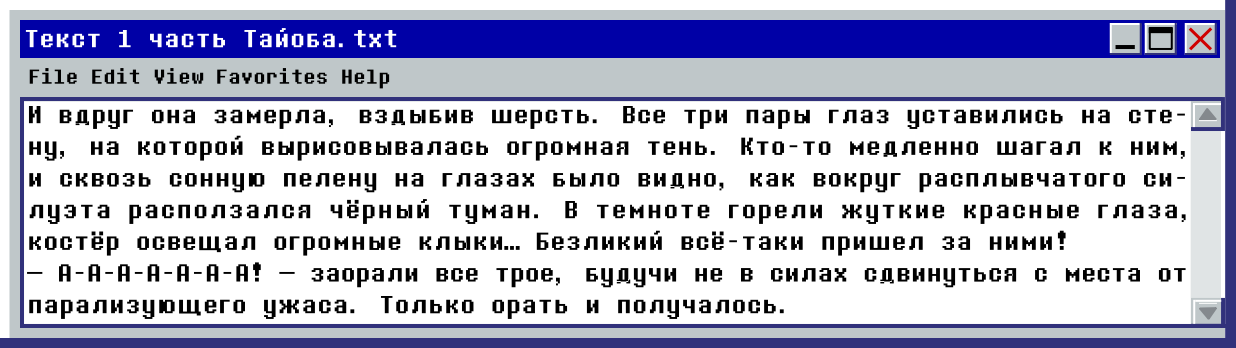 Текст 1 часть Тайоба.txt
File Edit View Favorites Help
И вдруг она замерла, вздыбив шерсть. Все три пары глаз уставились на сте-
ну, на которой вырисовывалась огромная тень. Кто-то медленно шагал к ним,
и сквозь сонную пелену на глазах было видно, как вокруг расплывчатого си-
луэта расползался чёрный туман. В темноте горели жуткие красные глаза,
костёр освещал огромные клыки… Безликий всё-таки пришел за ними!
— А-А-А-А-А-А-А! — заорали все трое, будучи не в силах сдвинуться с места от
парализующего ужаса. Только орать и получалось.